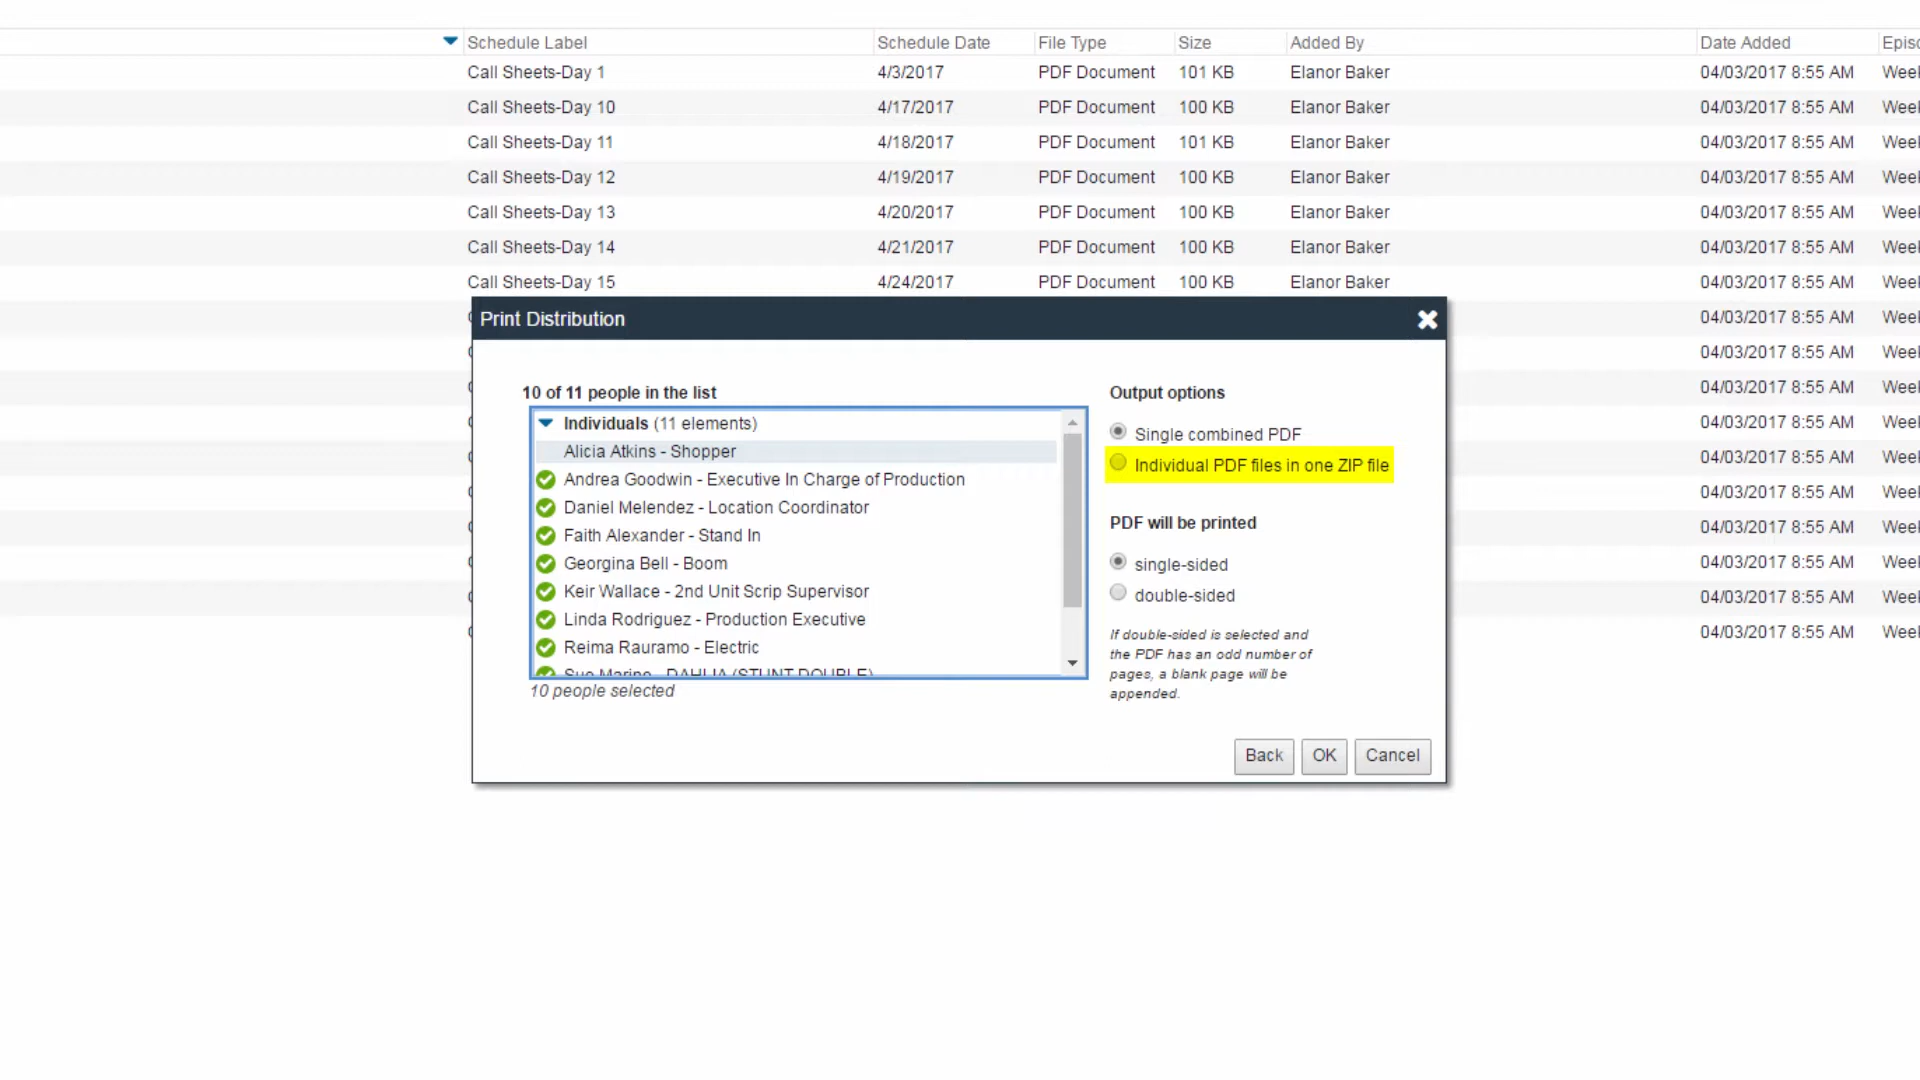 Schedule Label Schedule Date File Type Size Added By Date Added Episo
Call Sheets-Day 1 4/3/2017 PDF Document 101 KB Elanor Baker 04/03/2017 8:55 AM Week
Call Sheets-Day 10 4/17/2017 PDF Document 100 KB Elanor Baker 04/03/2017 8:55 AM Week
Call Sheets-Day 11 4/18/2017 PDF Document 101 KB Elanor Baker 04/03/2017 8:55 AM Week
Call Sheets-Day 12 4/19/2017 PDF Document 100 KB Elanor Baker 04/03/2017 8:55 AM Week
Call Sheets-Day 13 4/20/2017 PDF Document 100 KB Elanor Baker 04/03/2017 8:55 AM Week
Call Sheets-Day 14 4/21/2017 PDF Document 100 KB Elanor Baker 04/03/2017 8:55 AM Week
Call Sheets-Day 15 4/24/2017 PDF Document 100 KB Elanor Baker 04/03/2017 8:55 AM Week
04/03/2017 8:55 AM Week
04/03/2017 8:55 AM Week
04/03/2017 8:55 AM Week
04/03/2017 8:55 AM Week
04/03/2017 8:55 AM Week
04/03/2017 8:55 AM Week
04/03/2017 8:55 AM Week
04/03/2017 8:55 AM Week
04/03/2017 8:55 AM Week
04/03/2017 8:55 AM Week
Print Distribution
10 of 11 people in the list
Individuals (11 elements)
Alicia Atkins - Shopper
Andrea Goodwin - Executive In Charge of Production
Daniel Melendez - Location Coordinator
Faith Alexander - Stand In
Georgina Bell - Boom
Keir Wallace - 2nd Unit Scrip Supervisor
Linda Rodriguez - Production Executive
Reima Rauramo - Electric
Sue Marino - DAHLIA (STUNT DOUBLE)
10 people selected
Output options
Single combined PDF
Individual PDF files in one ZIP file
PDF will be printed
single-sided
double-sided
If double-sided is selected and
the PDF has an odd number of
pages, a blank page will be
appended.
Back OK Cancel